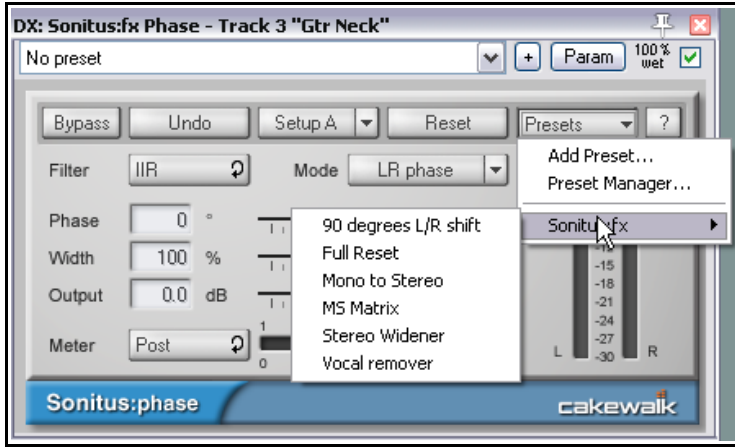 DX: Sonitus:fx Phase - Track 3 "Gtr Neck"
No preset
+ Param 100% wet
Bypass Undo Setup A Reset Presets ?
Add Preset...
Preset Manager...
Sonitus:fx
Filter IIR Mode LR phase
Phase 0 °
Width 100 %
Output 0.0 dB
Meter Post
1
0
90 degrees L/R shift
Full Reset
Mono to Stereo
MS Matrix
Stereo Widener
Vocal remover
-15
-18
-21
-24
-27
-30
L R
Sonitus:phase
cakewalk